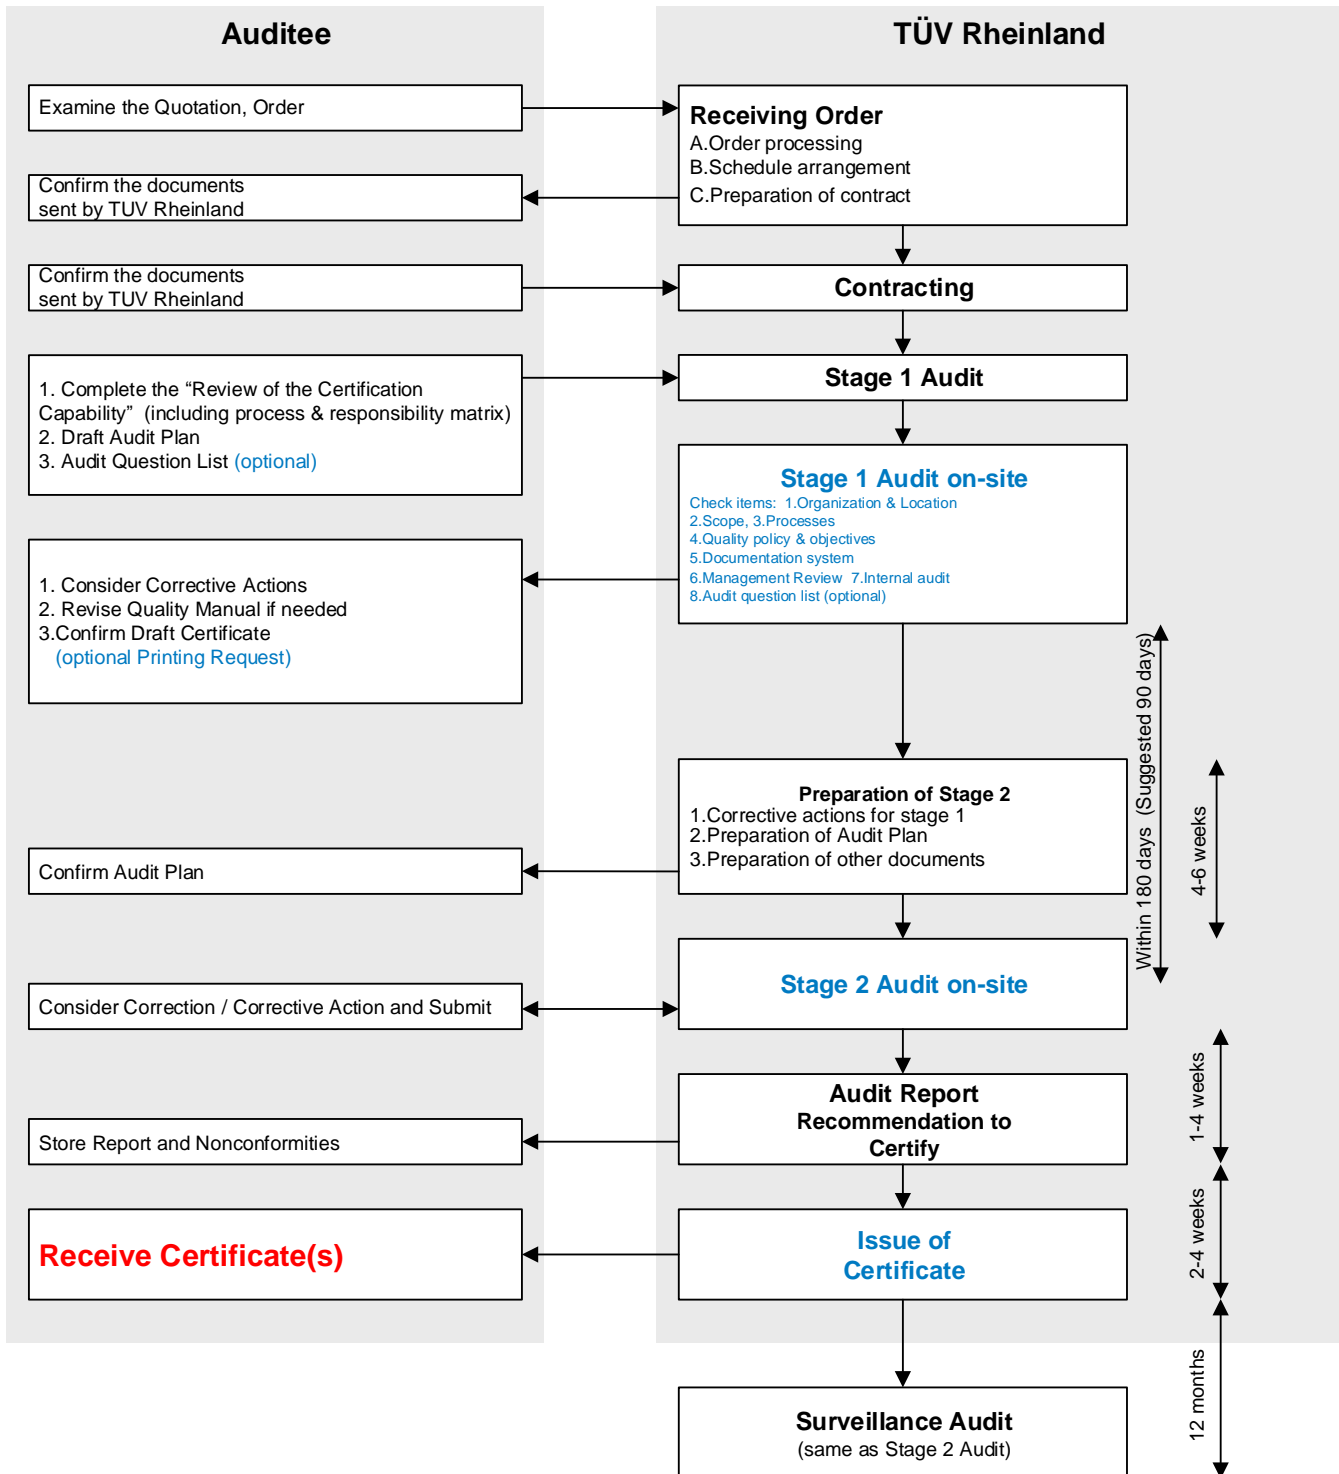 Auditee
TÜV Rheinland
Examine the Quotation, Order
Receiving Order
A.Order processing
B.Schedule arrangement
C.Preparation of contract
Confirm the documents
sent by TUV Rheinland
Confirm the documents
sent by TUV Rheinland
Contracting
1. Complete the “Review of the Certification
Capability” (including process & responsibility matrix)
2. Draft Audit Plan
3. Audit Question List (optional)
Stage 1 Audit
Stage 1 Audit on-site
Check items: 1.Organization & Location
2.Scope, 3.Processes
4.Quality policy & objectives
5.Documentation system
6.Management Review 7.Internal audit
8.Audit question list (optional)
1. Consider Corrective Actions
2. Revise Quality Manual if needed
3.Confirm Draft Certificate
(optional Printing Request)
Within 180 days (Suggested 90 days)
Preparation of Stage 2
1.Corrective actions for stage 1
2.Preparation of Audit Plan
3.Preparation of other documents
4-6 weeks
Confirm Audit Plan
Stage 2 Audit on-site
Consider Correction / Corrective Action and Submit
Audit Report
Recommendation to
Certify
1-4 weeks
Store Report and Nonconformities
Receive Certificate(s)
Issue of
Certificate
2-4 weeks
12 months
Surveillance Audit
(same as Stage 2 Audit)